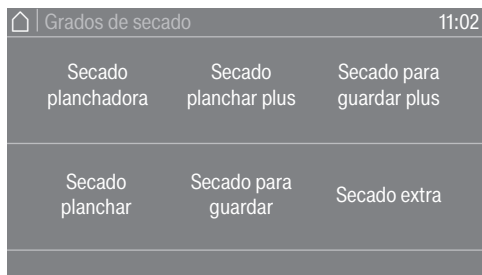 Grados de secado 11:02
Secado planchadora
Secado planchar plus
Secado para guardar plus
Secado planchar
Secado para guardar
Secado extra